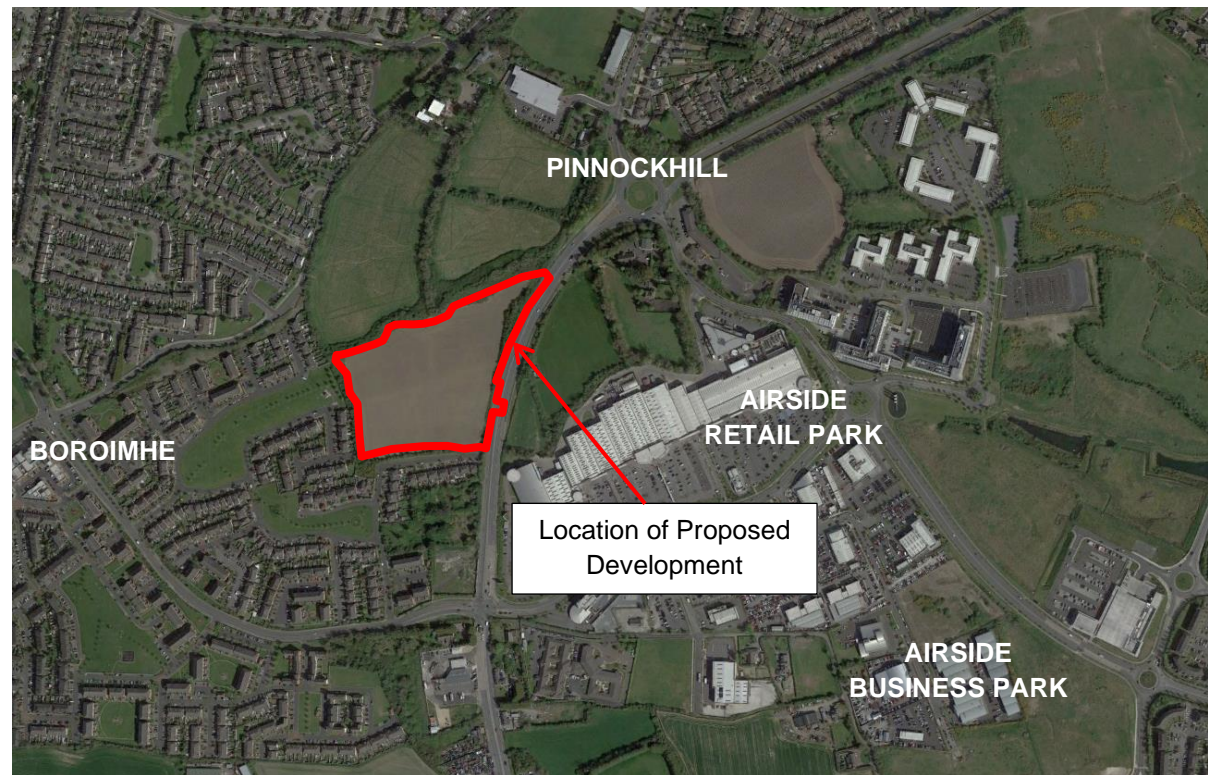 PINNOCKHILL
AIRSIDE
RETAIL PARK
BOROIMHE
Location of Proposed
Development
AIRSIDE
BUSINESS PARK